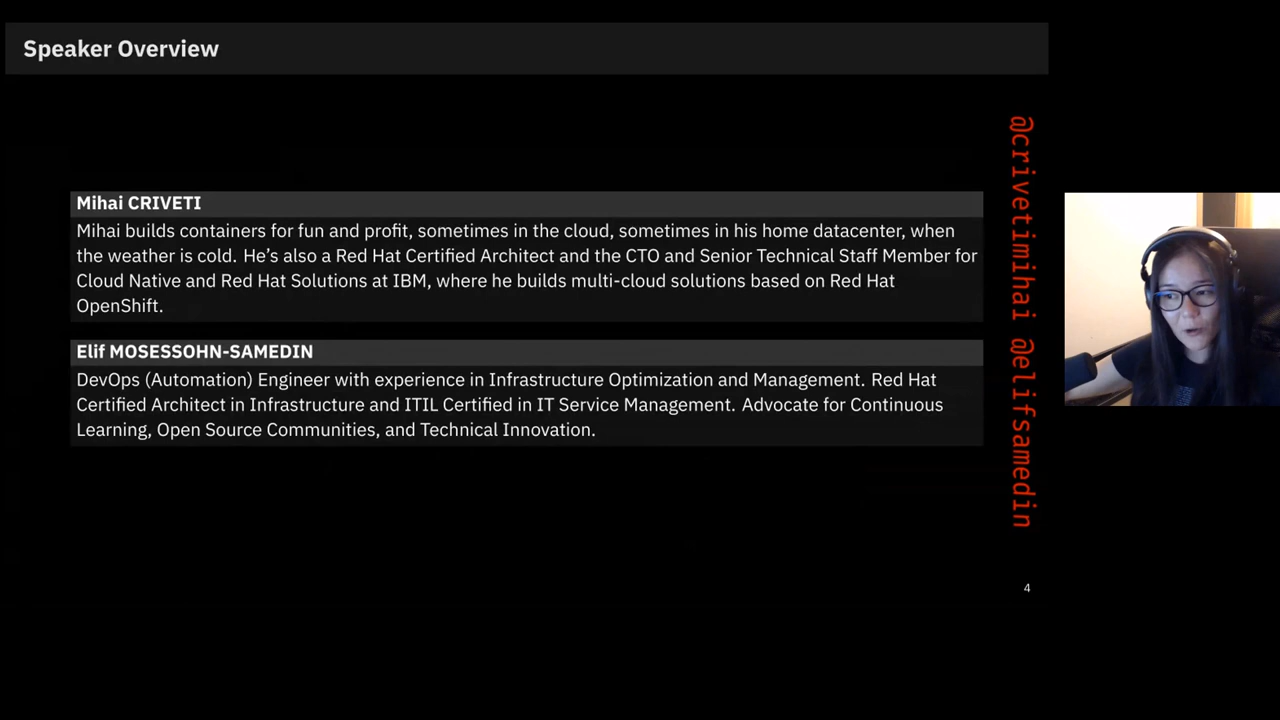 Speaker Overview
Mihai CRIVETI
Mihai builds containers for fun and profit, sometimes in the cloud, sometimes in his home datacenter, when
the weather is cold. He's also a Red Hat Certified Architect and the CTO and Senior Technical Staff Member for
Cloud Native and Red Hat Solutions at IBM, where he builds multi-cloud solutions based on Red Hat
OpenShift.
Elif MOSESSOHN-SAMEDIN
DevOps (Automation) Engineer with experience in Infrastructure Optimization and Management. Red Hat
Certified Architect in Infrastructure and ITIL Certified in IT Service Management. Advocate for Continuous
Learning, Open Source Communities, and Technical Innovation.
@crivetimihai @elifsamedin
4